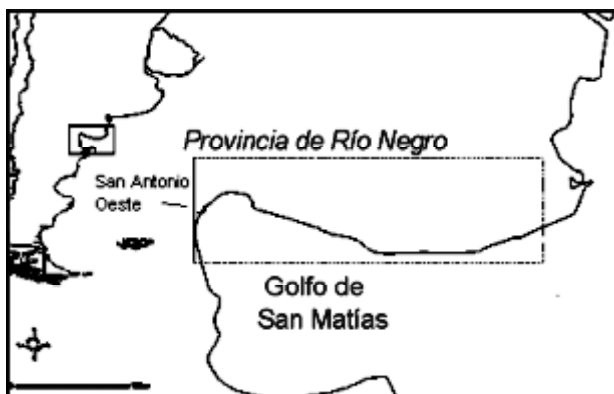 Provincia de Río Negro
San Antonio
Oeste
Golfo de
San Matías